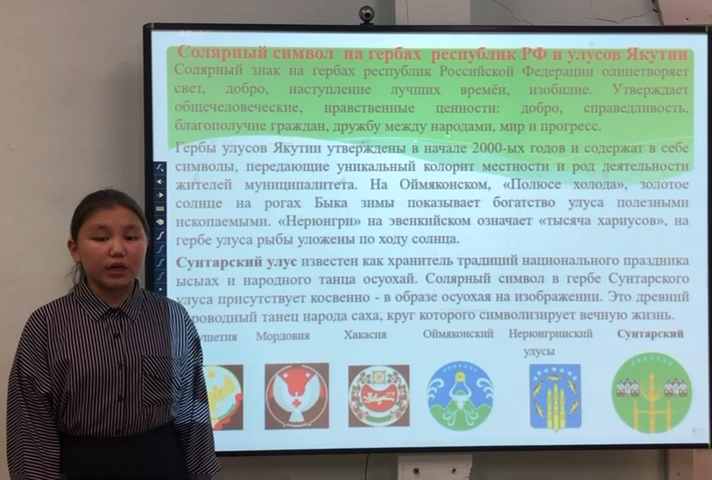 Солярный символ на гербах республик РФ и улусов Якутии
Солярный знак на гербах республик Российской Федерации олицетворяет
свет, добро, наступление лучших времён, изобилие. Утверждает
общечеловеческие, нравственные ценности: добро, справедливость,
благополучие граждан, дружбу между народами, мир и прогресс.
Гербы улусов Якутии утверждены в начале 2000-ых годов и содержат в себе
символы, передающие уникальный колорит местности и род деятельности
жителей муниципалитета. На Оймяконском, «Полюсе холода», золотое
солнце на рогах Быка зимы показывает богатство улуса полезными
ископаемыми. «Нерюнгри» на эвенкийском означает «тысяча хариусов», на
гербе улуса рыбы уложены по ходу солнца.
Сунтарский улус известен как хранитель традиций национального праздника
ысыах и народного танца осуохай. Солярный символ в гербе Сунтарского
улуса присутствует косвенно - в образе осуохая на изображении. Это древний
роводный танец народа саха, круг которого символизирует вечную жизнь.
ушетия Мордовия Хакасия Оймяконский Нерюнгринский Сунтарский
улусы